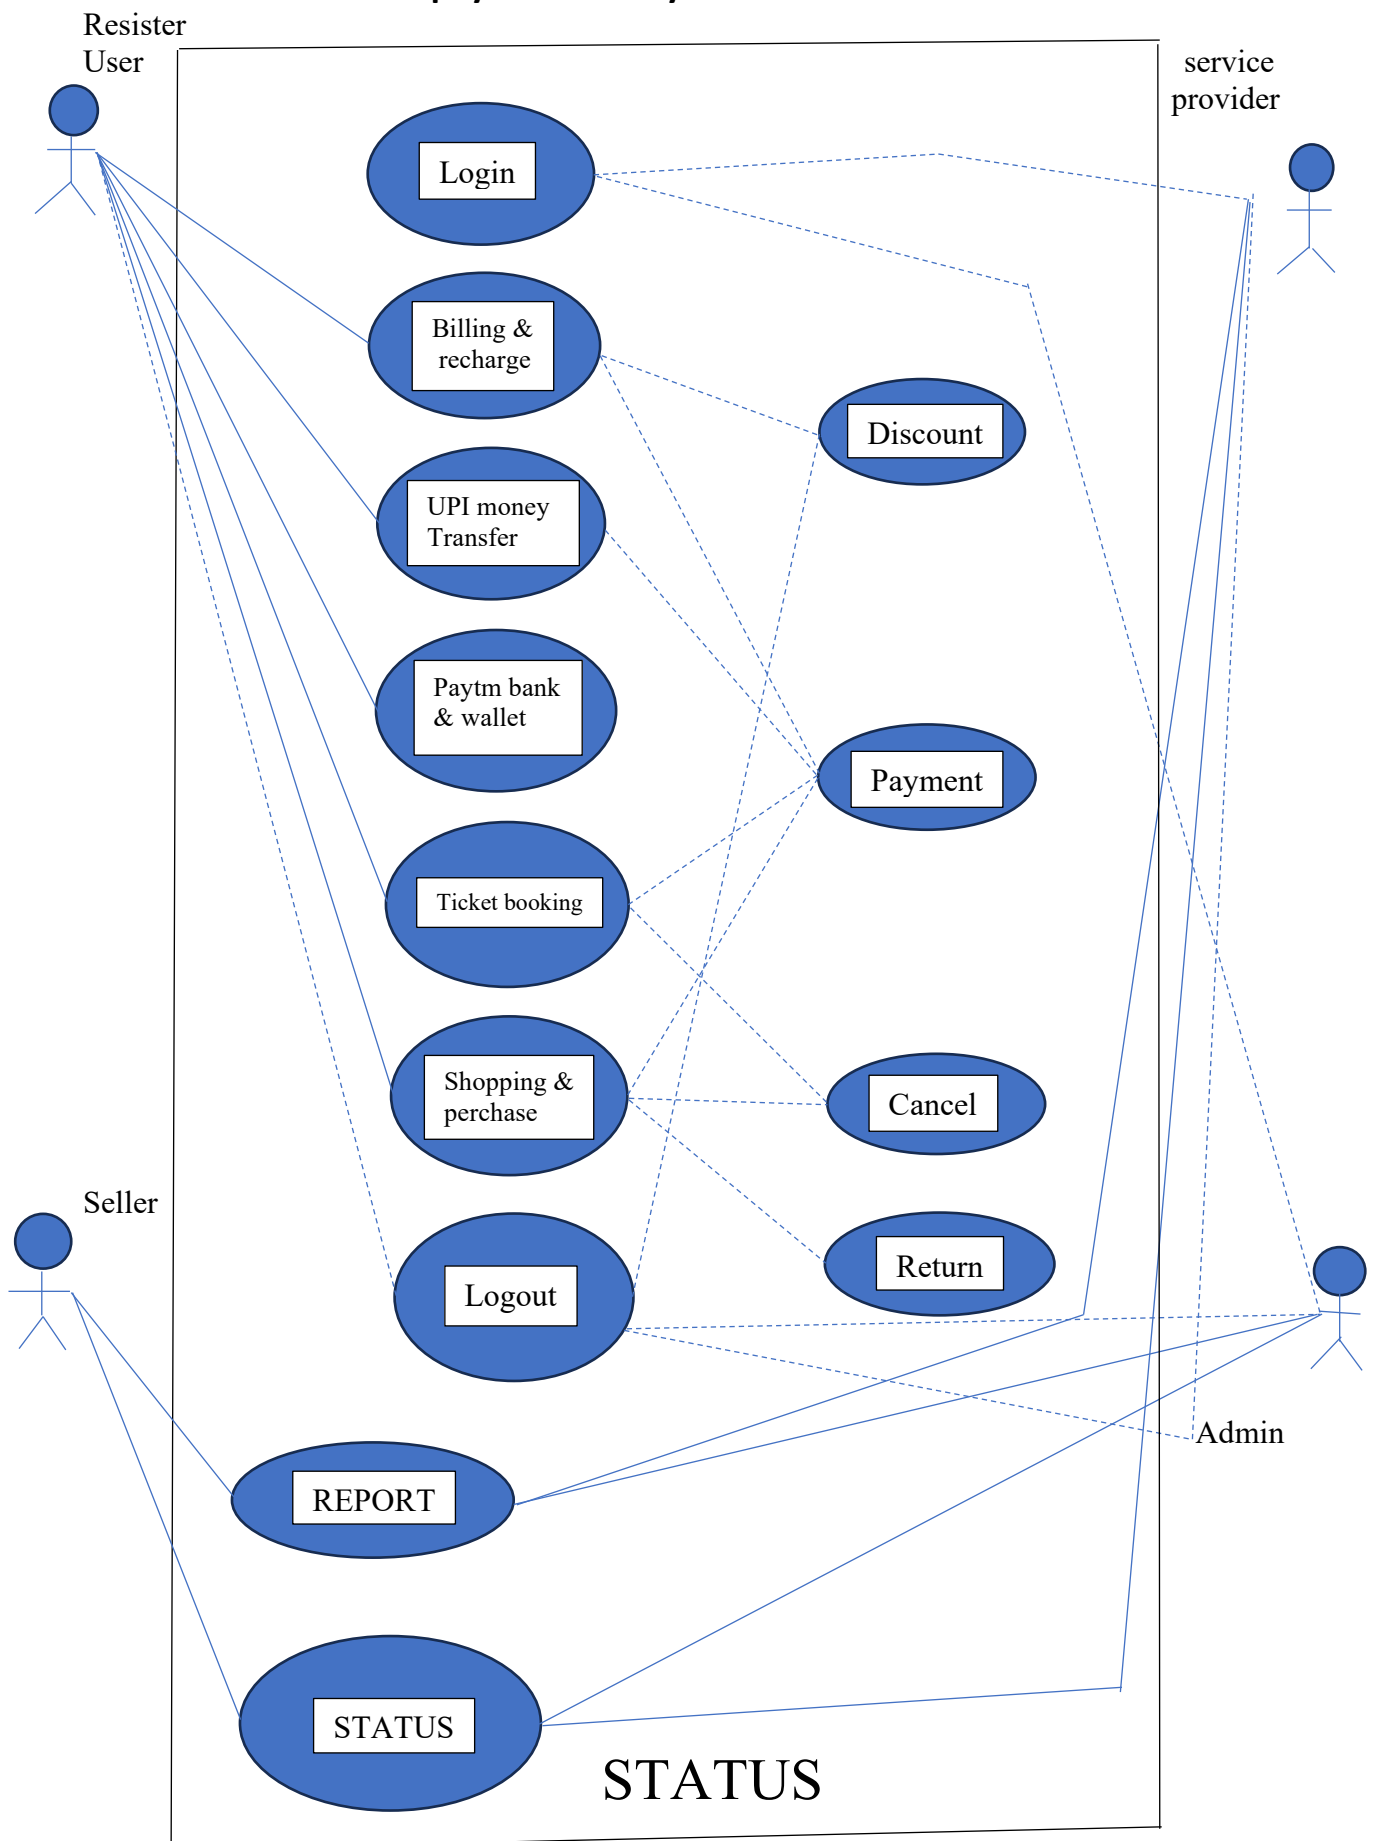 Resister
User
service
provider
Login
Billing &
recharge
Discount
UPI money
Transfer
Paytm bank
& wallet
Payment
Ticket booking
Shopping &
perchase
Cancel
Seller
Return
Logout
Admin
REPORT
STATUS
STATUS